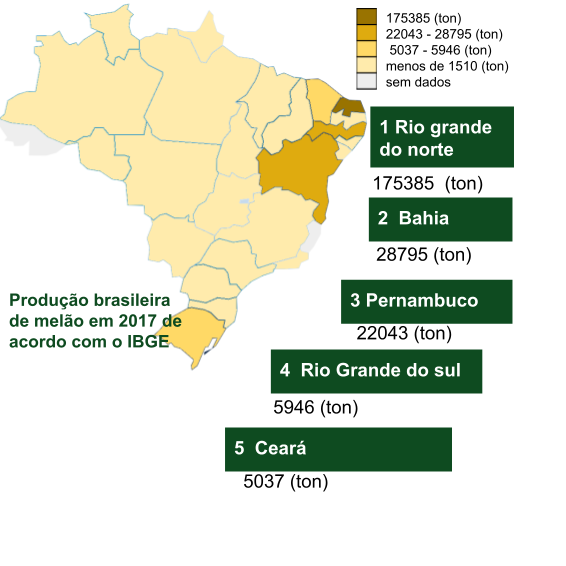 175385 (ton)
22043 - 28795 (ton)
5037 - 5946 (ton)
menos de 1510 (ton)
sem dados
1 Rio grande
do norte
175385 (ton)
2 Bahia
28795 (ton)
Produção brasileira
de melão em 2017 de
acordo com o IBGE
3 Pernambuco
22043 (ton)
4 Rio Grande do sul
5946 (ton)
5 Ceará
5037 (ton)